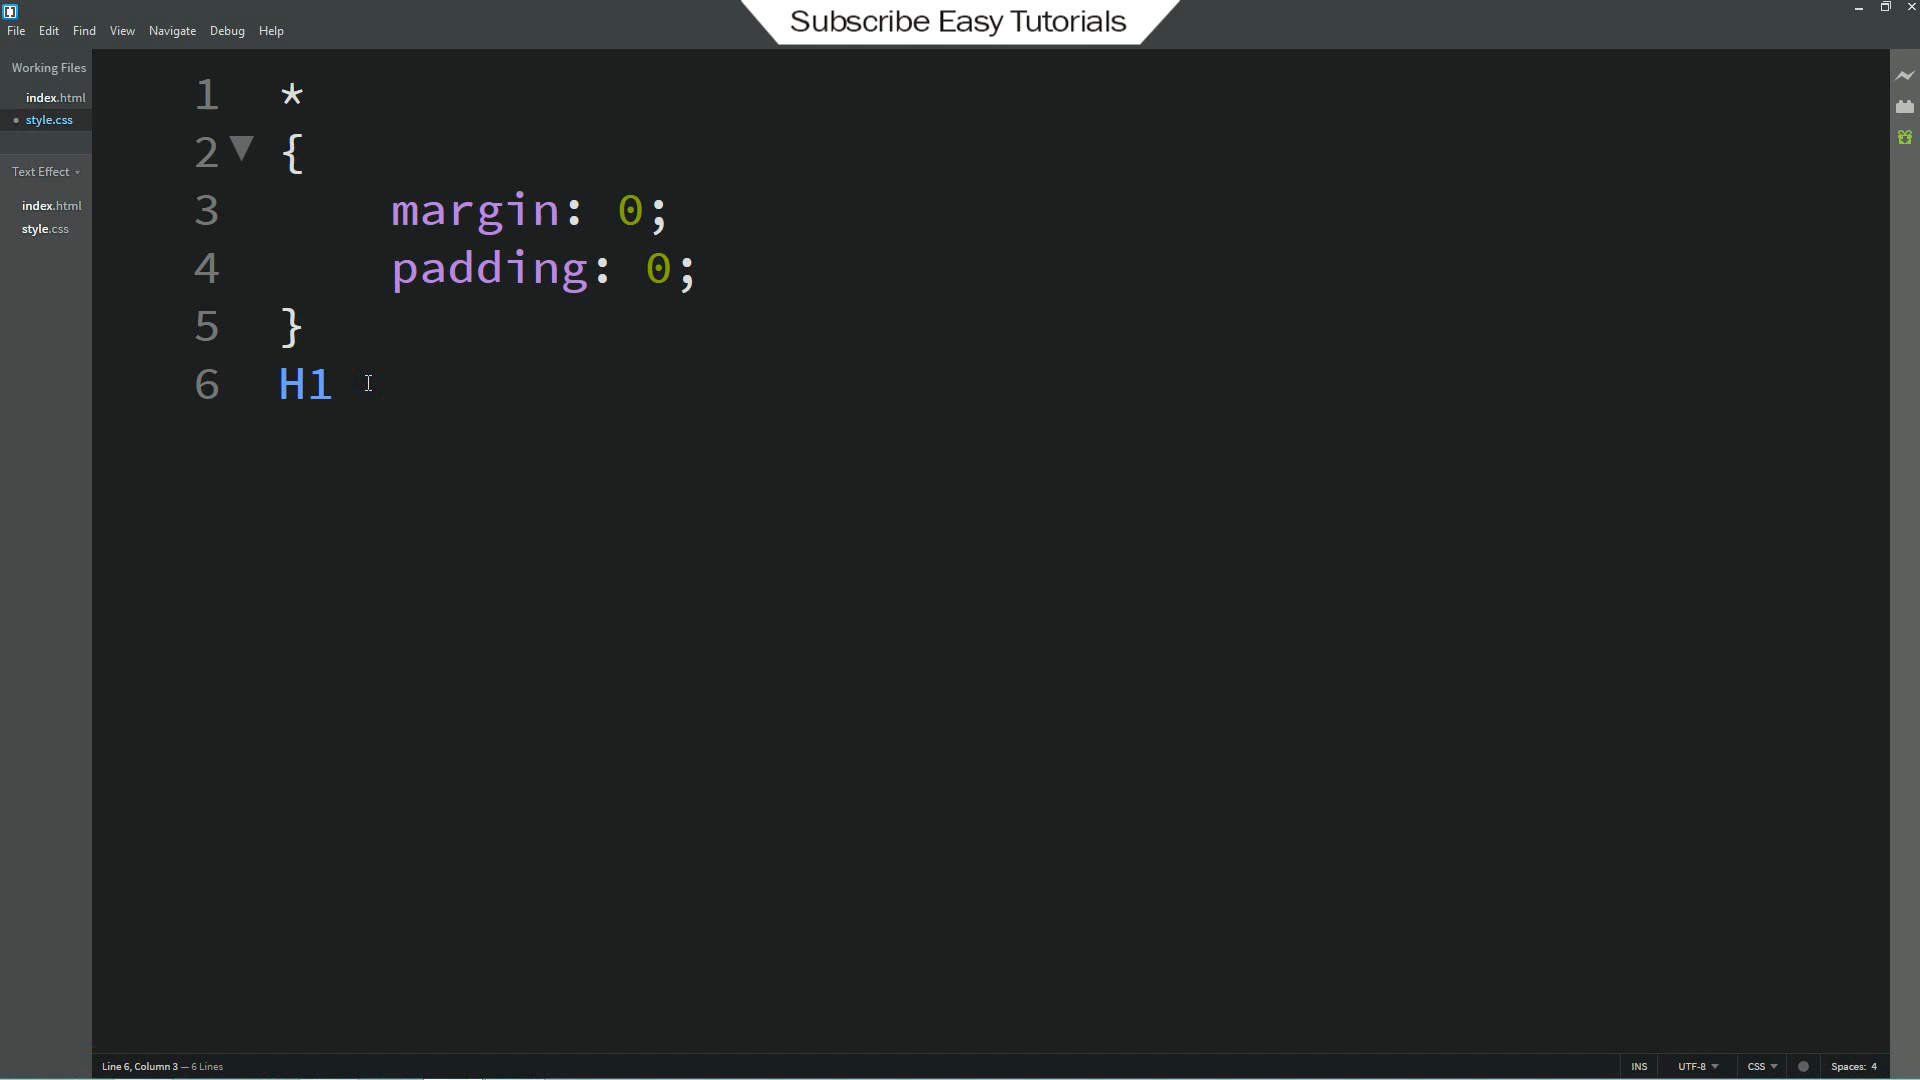 Subscribe Easy Tutorials
File Edit Find View Navigate Debug Help
Working Files
index.html
style.css
Text Effect
index.html
style.css
1 *
2 {
3 margin: 0;
4 padding: 0;
5 }
6 H1
Line 6, Column 3 — 6 Lines
INS UTF-8 CSS Spaces: 4